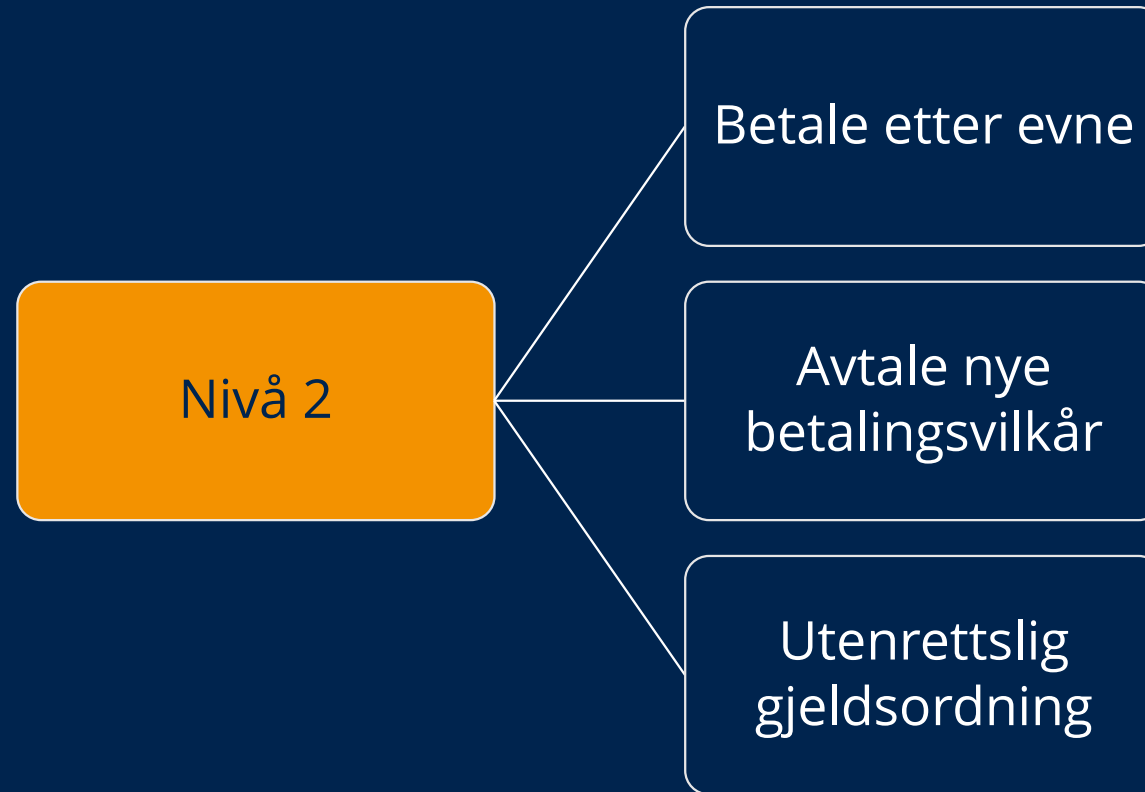 Nivå 2
Betale etter evne
Avtale nye
betalingsvilkår
Utenrettslig
gjeldsordning